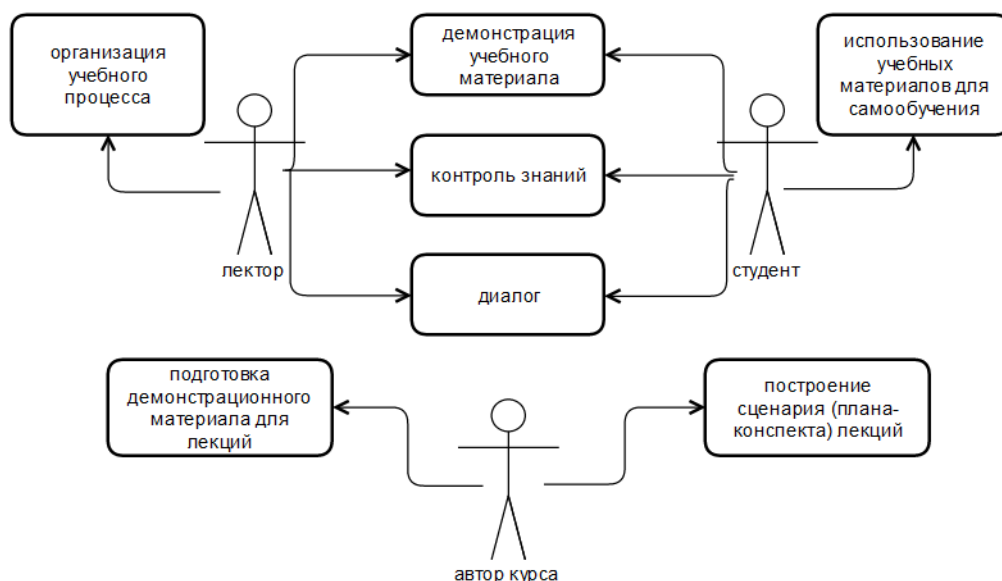 организация
учебного
процесса
демонстрация
учебного
материала
использование
учебных
материалов для
самообучения
контроль знаний
лектор
студент
диалог
подготовка
демонстрационного
материала для
лекций
построение
сценария (плана-
конспекта) лекций
автор курса